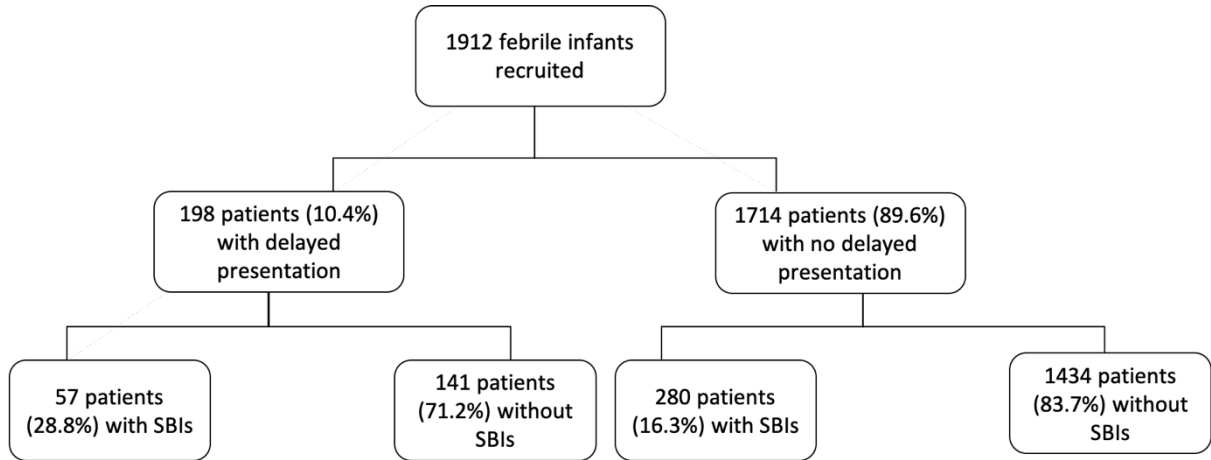 1912 febrile infants
recruited
198 patients (10.4%)
with delayed
presentation
1714 patients (89.6%)
with no delayed
presentation
57 patients
(28.8%) with SBIs
141 patients
(71.2%) without
SBIs
280 patients
(16.3%) with SBIs
1434 patients
(83.7%) without
SBIs